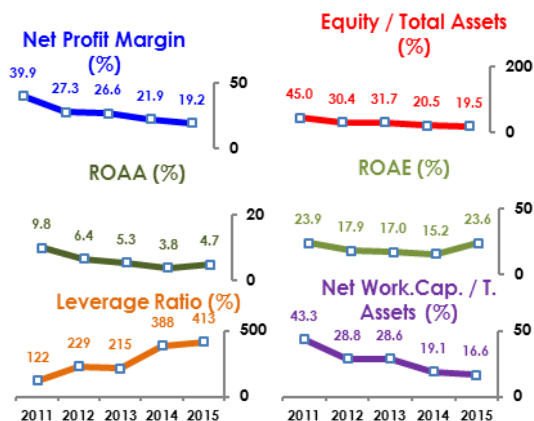 Net Profit Margin
(%)
39.9 27.3 26.6 21.9 19.2
50
0
Equity / Total Assets
(%)
45.0 30.4 31.7 20.5 19.5
200
0
ROAA (%)
9.8 6.4 5.3 3.8 4.7
20
0
ROAE (%)
23.9 17.9 17.0 15.2 23.6
50
0
Leverage Ratio (%)
122 229 215 388 413
500
0
2011 2012 2013 2014 2015
Net Work.Cap. / T.
Assets (%)
43.3 28.8 28.6 19.1 16.6
50
0
2011 2012 2013 2014 2015